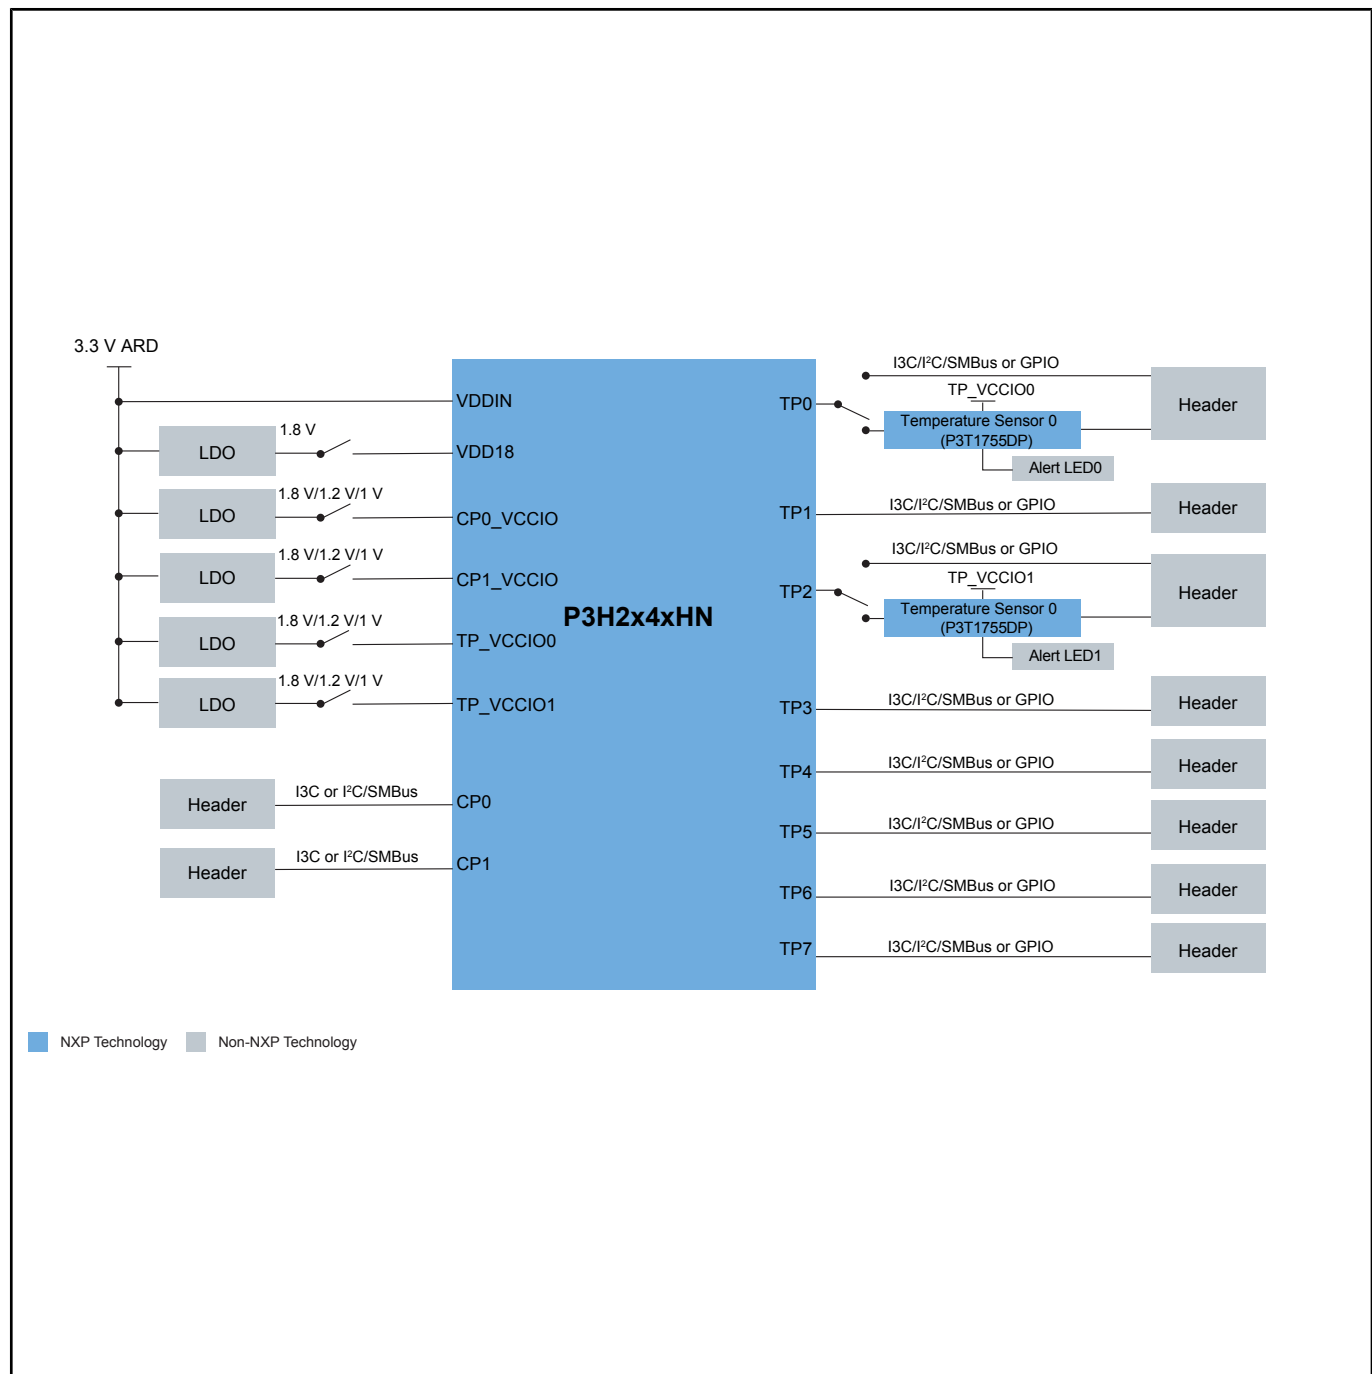 3.3 V ARD
VDDIN
LDO
1.8 V
VDD18
LDO
1.8 V/1.2 V/1 V
CP0_VCCIO
LDO
1.8 V/1.2 V/1 V
CP1_VCCIO
LDO
1.8 V/1.2 V/1 V
TP_VCCIO0
LDO
1.8 V/1.2 V/1 V
TP_VCCIO1
Header
I3C or I²C/SMBus
CP0
Header
I3C or I²C/SMBus
CP1
P3H2x4xHN
TP0
I3C/I²C/SMBus or GPIO
TP_VCCIO0
Temperature Sensor 0
(P3T1755DP)
Alert LED0
Header
TP1
I3C/I²C/SMBus or GPIO
Header
TP2
I3C/I²C/SMBus or GPIO
TP_VCCIO1
Temperature Sensor 0
(P3T1755DP)
Alert LED1
Header
TP3
I3C/I²C/SMBus or GPIO
Header
TP4
I3C/I²C/SMBus or GPIO
Header
TP5
I3C/I²C/SMBus or GPIO
Header
TP6
I3C/I²C/SMBus or GPIO
Header
TP7
I3C/I²C/SMBus or GPIO
Header
NXP Technology
Non-NXP Technology